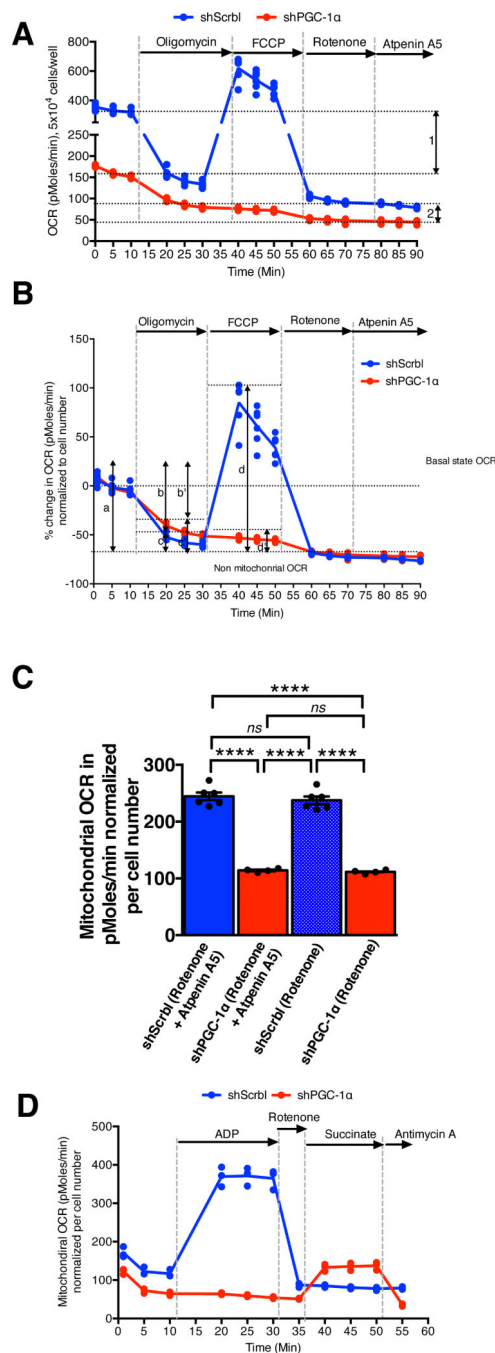 A
shScrbl shPGC-1α
Oligomycin FCCP Rotenone Atpenin A5
OCR (pMoles/min), 5x10⁴ cells/well
800
600
400
250
200
150
100
50
0
1
2
0 5 10 15 20 25 30 35 40 45 50 55 60 65 70 75 80 85 90
Time (Min)
B
Oligomycin FCCP Rotenone Atpenin A5
% change in OCR (pMoles/min)
normalized to cell number
150
100
50
0
-50
-100
shScrbl
shPGC-1α
Basal state OCR
a b b' d
Non mitochnrial OCR
0 5 10 15 20 25 30 35 40 45 50 55 60 65 70 75 80 85 90
Time (Min)
C
****
ns
ns
**** **** ****
Mitochondrial OCR in
pMoles/min normalized
per cell number
300
200
100
0
shScrbl (Rotenone
+ Atpenin A5)
shPGC-1α (Rotenone
+ Atpenin A5)
shScrbl (Rotenone)
shPGC-1α (Rotenone)
D
shScrbl shPGC-1α
Rotenone
ADP Succinate Antimycin A
Mitochondiral OCR (pMoles/min)
normalized per cell number
500
400
300
200
100
0
0 5 10 15 20 25 30 35 40 45 50 55 60
Time (Min)